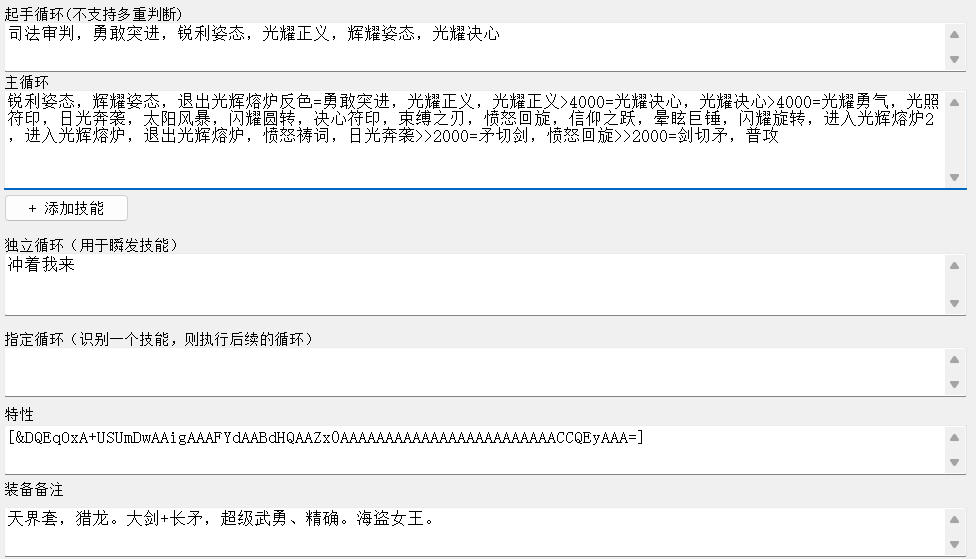 起手循环(不支持多重判断)
司法审判，勇敢突进，锐利姿态，光耀正义，辉耀姿态，光耀决心
主循环
锐利姿态，辉耀姿态，退出光辉熔炉反色=勇敢突进，光耀正义，光耀正义>4000=光耀决心，光耀决心>4000=光耀勇气，光照
符印，日光奔袭，太阳风暴，闪耀圆转，决心符印，束缚之刃，愤怒回旋，信仰之跃，晕眩巨锤，闪耀旋转，进入光辉熔炉2
，进入光辉熔炉，退出光辉熔炉，愤怒祷词，日光奔袭>>2000=矛切剑，愤怒回旋>>2000=剑切矛，普攻
+ 添加技能
独立循环（用于瞬发技能）
冲着我来
指定循环（识别一个技能，则执行后续的循环）
特性
[&DQEqOxA+USUmDwAAigAAAFYdAABdHQAAZx0AAAAAAAAAAAAAAAAAAAAAAAACCQEyAAA=]
装备备注
天界套，猎龙。大剑+长矛，超级武勇、精确。海盗女王。